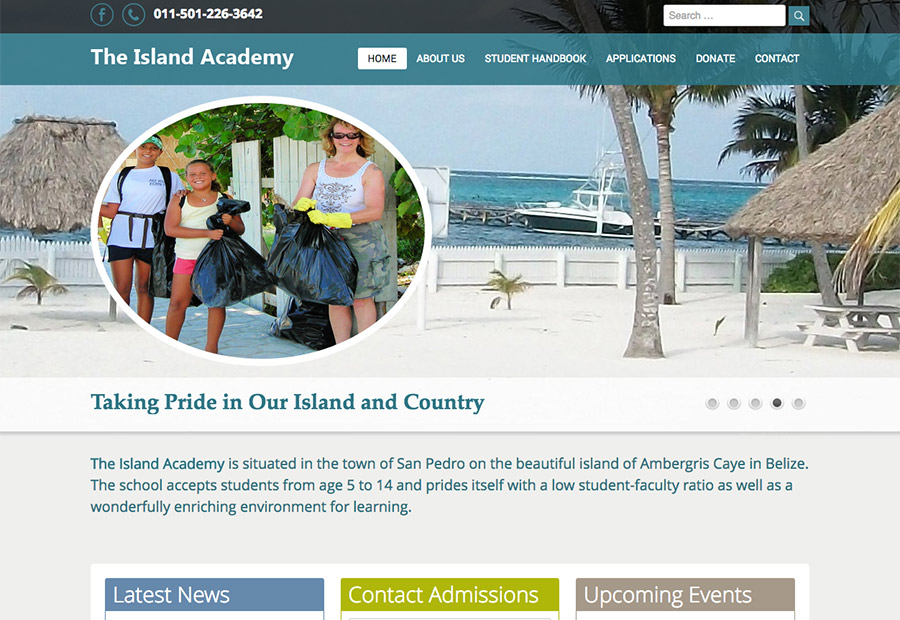 011-501-226-3642
Search ...
The Island Academy
HOME ABOUT US STUDENT HANDBOOK APPLICATIONS DONATE CONTACT
Taking Pride in Our Island and Country
The Island Academy is situated in the town of San Pedro on the beautiful island of Ambergris Caye in Belize.
The school accepts students from age 5 to 14 and prides itself with a low student-faculty ratio as well as a
wonderfully enriching environment for learning.
Latest News
Contact Admissions
Upcoming Events